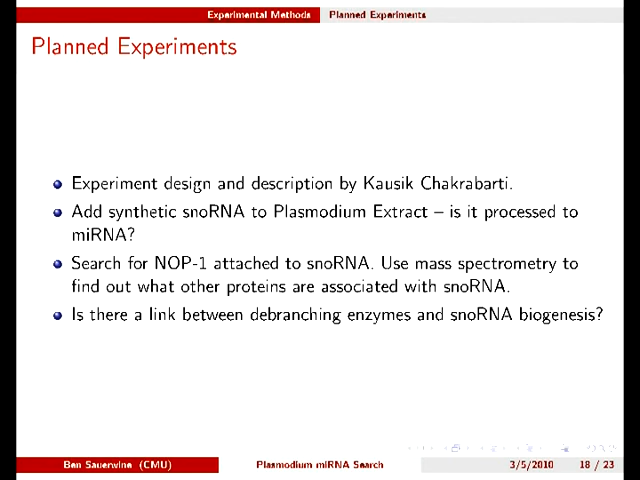 Experimental Methods Planned Experiments
Planned Experiments
Experiment design and description by Kausik Chakrabarti.
Add synthetic snoRNA to Plasmodium Extract – is it processed to
miRNA?
Search for NOP-1 attached to snoRNA. Use mass spectrometry to
find out what other proteins are associated with snoRNA.
Is there a link between debranching enzymes and snoRNA biogenesis?
Ben Sauerwine (CMU) Plasmodium miRNA Search 3/5/2010 18 / 23